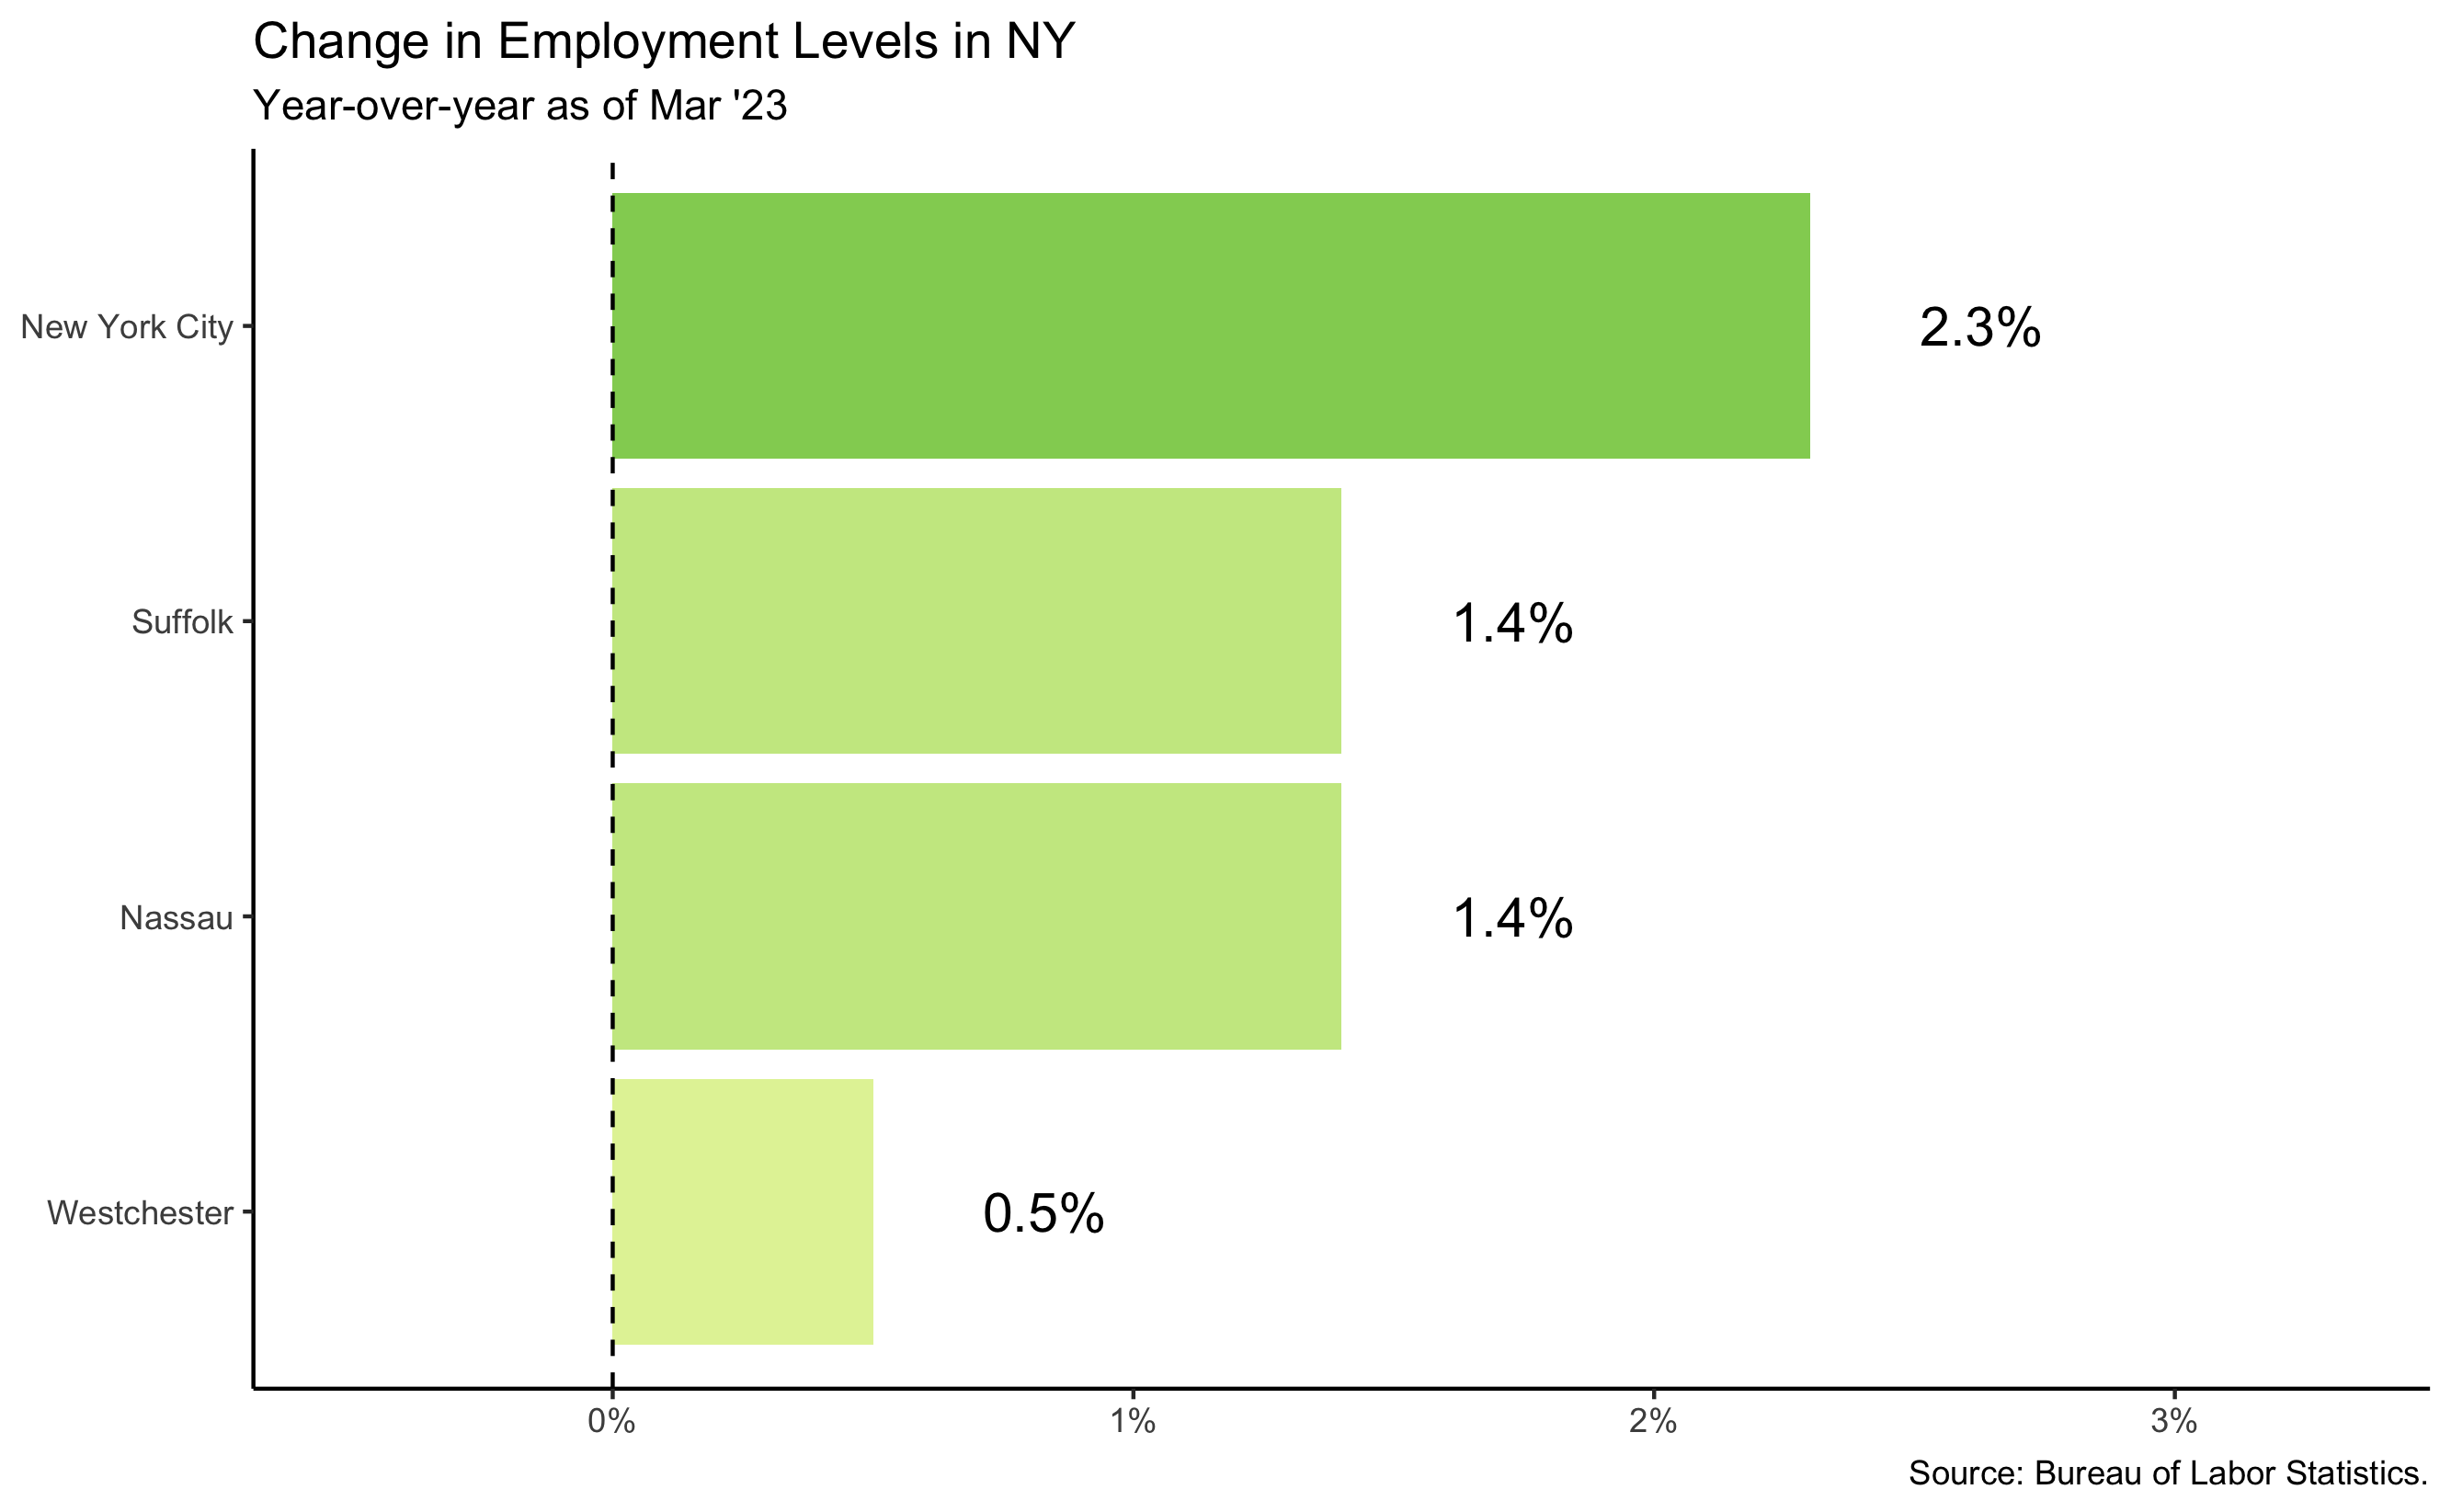 Change in Employment Levels in NY
Year-over-year as of Mar '23
New York City
2.3%
Suffolk
1.4%
Nassau
1.4%
Westchester
0.5%
0% 1% 2% 3%
Source: Bureau of Labor Statistics.